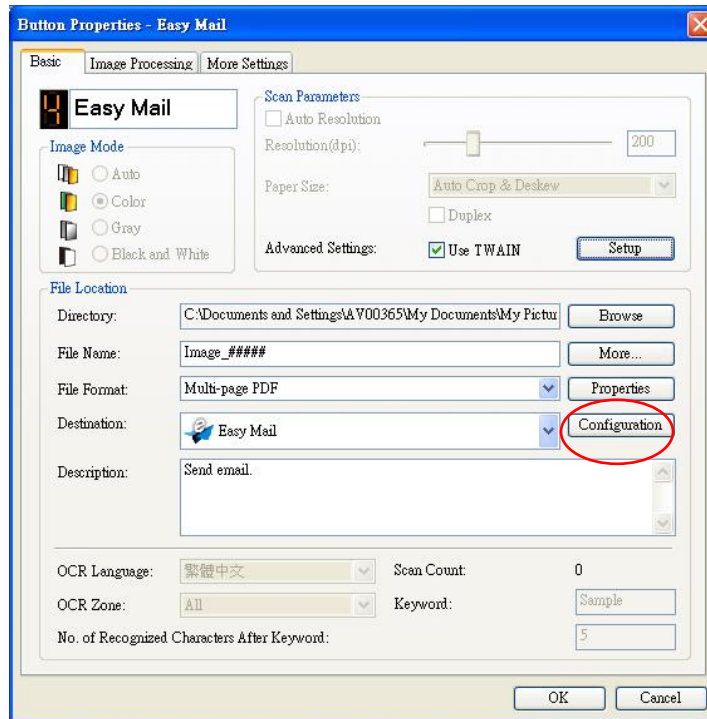 Button Properties - Easy Mail
Basic Image Processing More Settings
4 Easy Mail
Image Mode
Auto
Color
Gray
Black and White
Scan Parameters
Auto Resolution
Resolution(dpi): 200
Paper Size: Auto Crop & Deskew
Duplex
Advanced Settings: Use TWAIN Setup
File Location
Directory: C:\Documents and Settings\AV00365\My Documents\My Pictur Browse
File Name: Image_##### More...
File Format: Multi-page PDF Properties
Destination: Easy Mail Configuration
Description: Send email.
OCR Language: 繁體中文 Scan Count: 0
OCR Zone: All Keyword: Sample
No. of Recognized Characters After Keyword: 5
OK Cancel